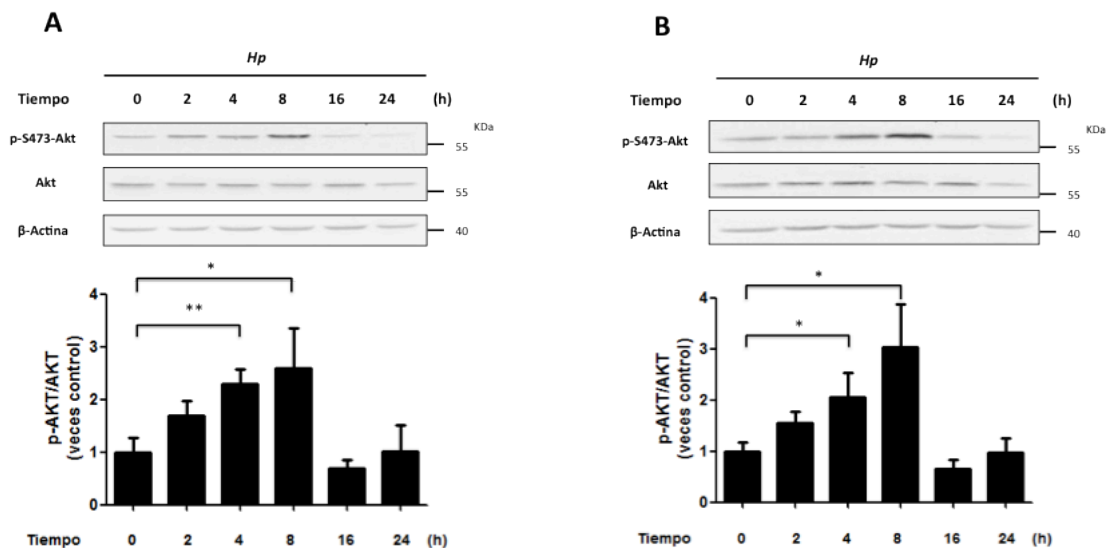 A
Hp
Tiempo 0 2 4 8 16 24 (h)
KDa
p-S473-Akt 55
Akt 55
β-Actina 40
*
**
p-AKT/AKT
(veces control)
4
3
2
1
0
Tiempo 0 2 4 8 16 24 (h)
B
Hp
Tiempo 0 2 4 8 16 24 (h)
KDa
p-S473-Akt 55
Akt 55
β-Actina 40
*
*
p-AKT/AKT
(veces control)
4
3
2
1
0
Tiempo 0 2 4 8 16 24 (h)